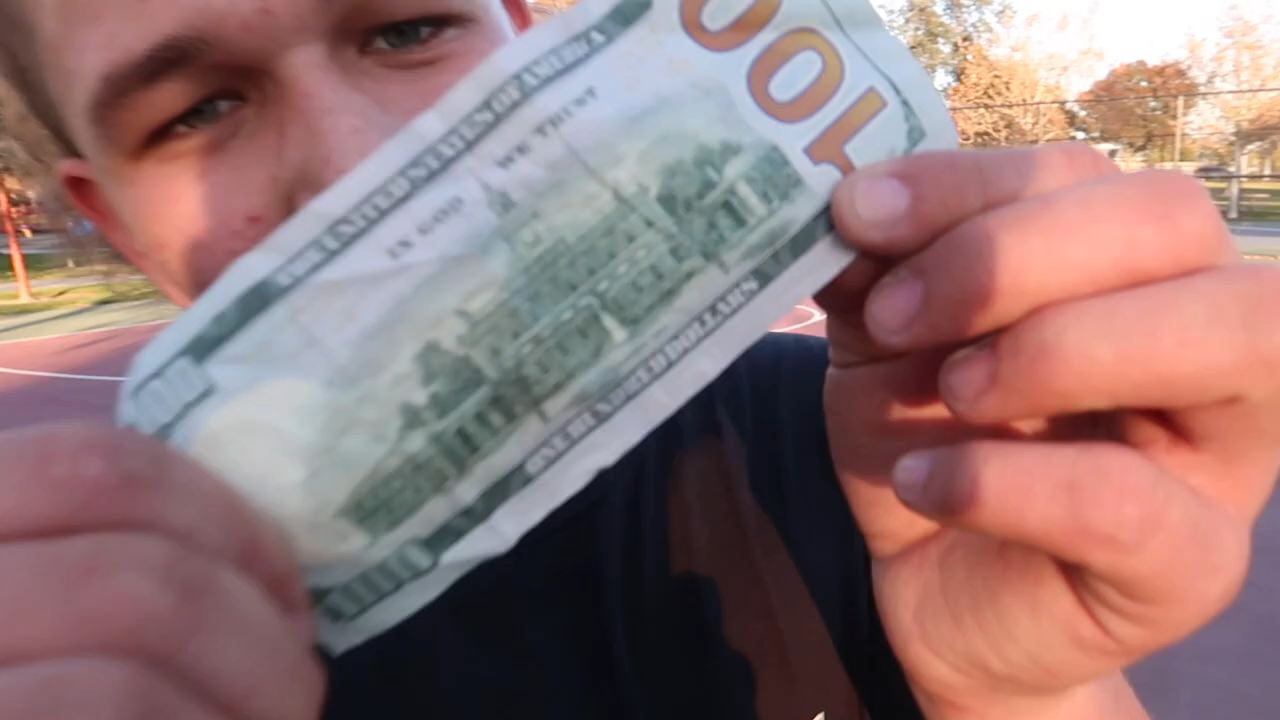 THE UNITED STATES OF AMERICA
IN GOD WE TRUST
100
100
ONE HUNDRED DOLLARS
100